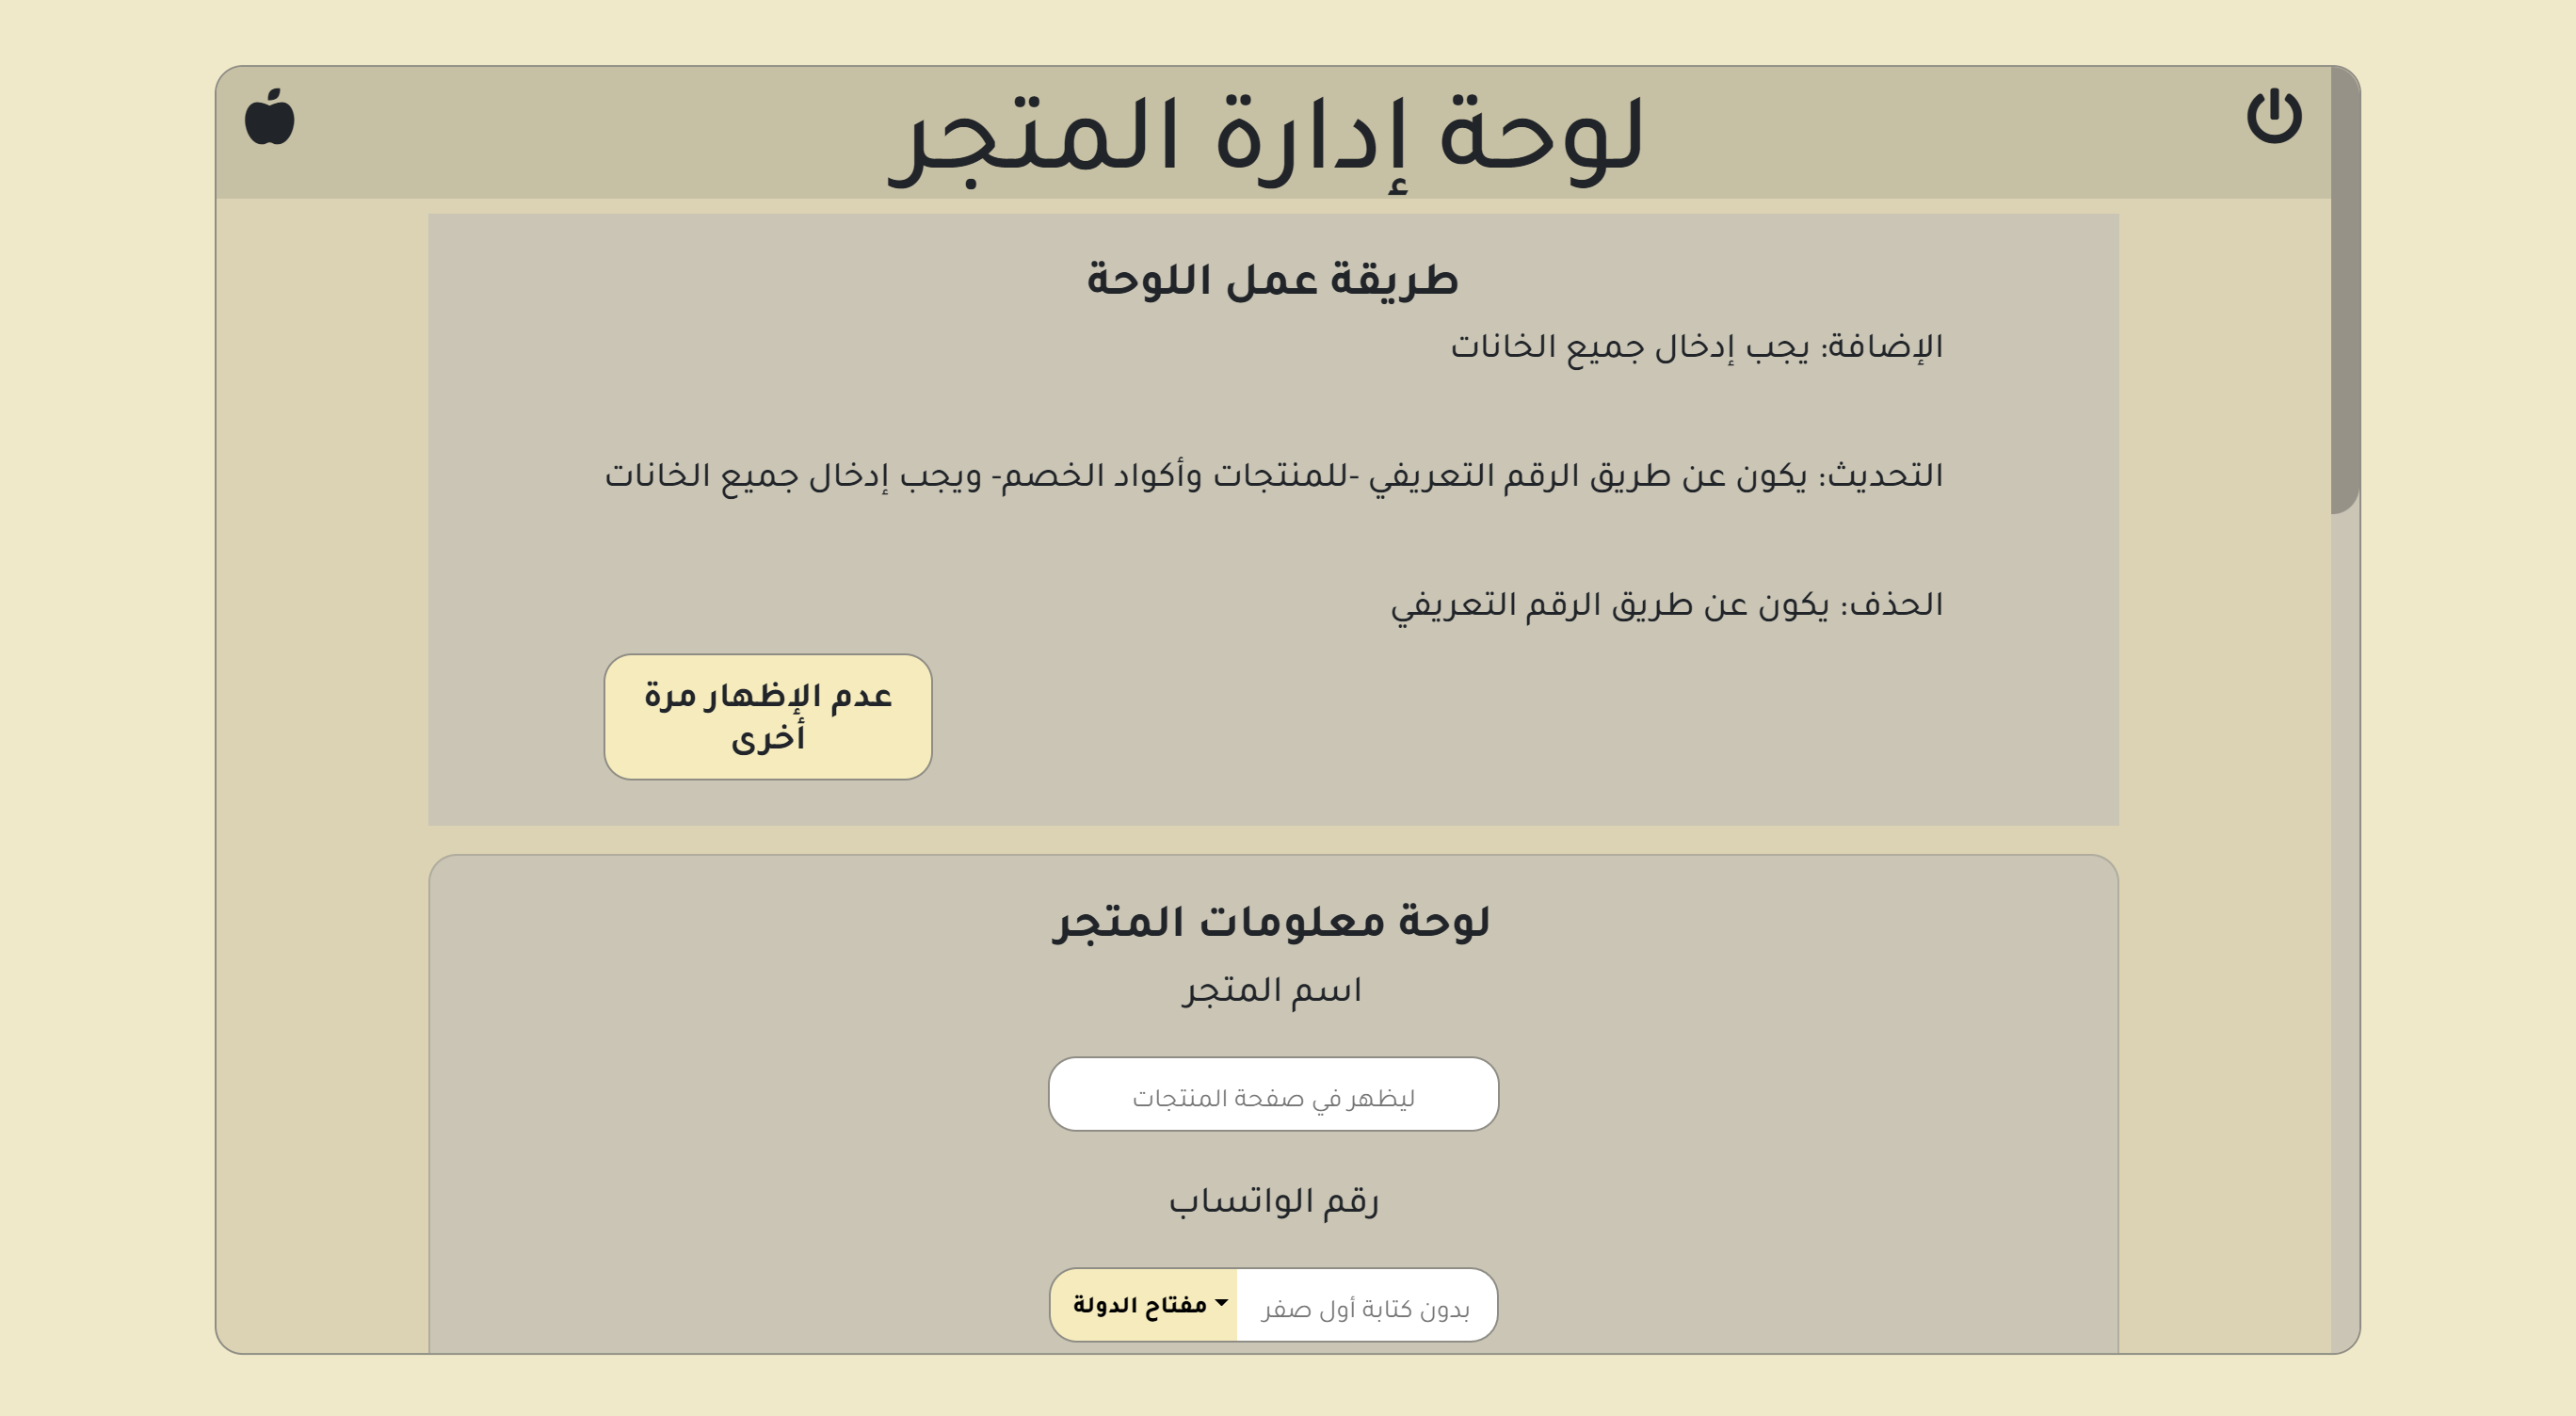 لوحة إدارة المتجر
طريقة عمل اللوحة
الإضافة: يجب إدخال جميع الخانات
التحديث: يكون عن طريق الرقم التعريفي -للمنتجات وأكواد الخصم- ويجب إدخال جميع الخانات
الحذف: يكون عن طريق الرقم التعريفي
عدم الإظهار مرة
أخرى
لوحة معلومات المتجر
اسم المتجر
ليظهر في صفحة المنتجات
رقم الواتساب
بدون كتابة أول صفر
مفتاح الدولة